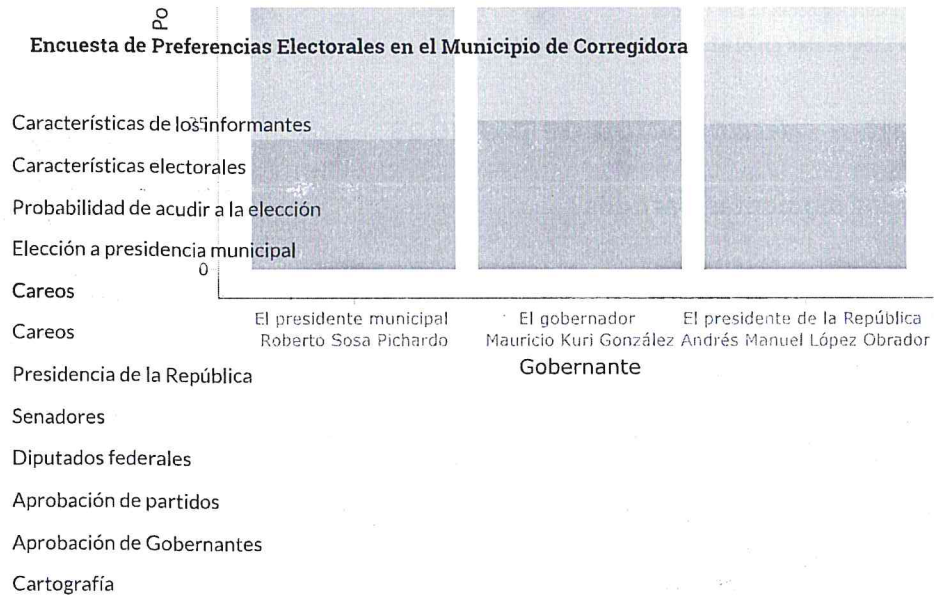 Po
Encuesta de Preferencias Electorales en el Municipio de Corregidora
Características de los informantes
25
Características electorales
Probabilidad de acudir a la elección
Elección a presidencia municipal
0
Careos
Careos
Presidencia de la República
Senadores
Diputados federales
Aprobación de partidos
Aprobación de Gobernantes
Cartografía
El presidente municipal
Roberto Sosa Pichardo
El gobernador
Mauricio Kuri González
El presidente de la República
Andrés Manuel López Obrador
Gobernante